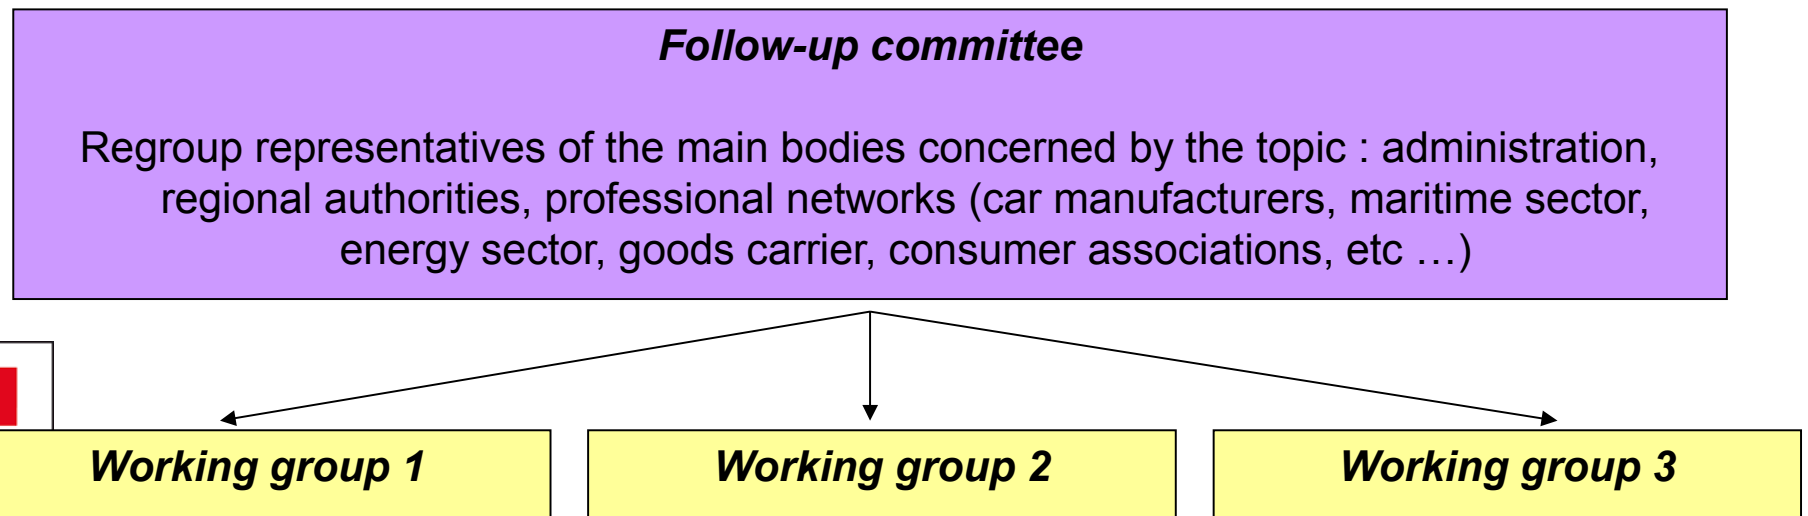 Follow-up committee
Regroup representatives of the main bodies concerned by the topic : administration,
regional authorities, professional networks (car manufacturers, maritime sector,
energy sector, goods carrier, consumer associations, etc …)
Working group 1
Working group 2
Working group 3